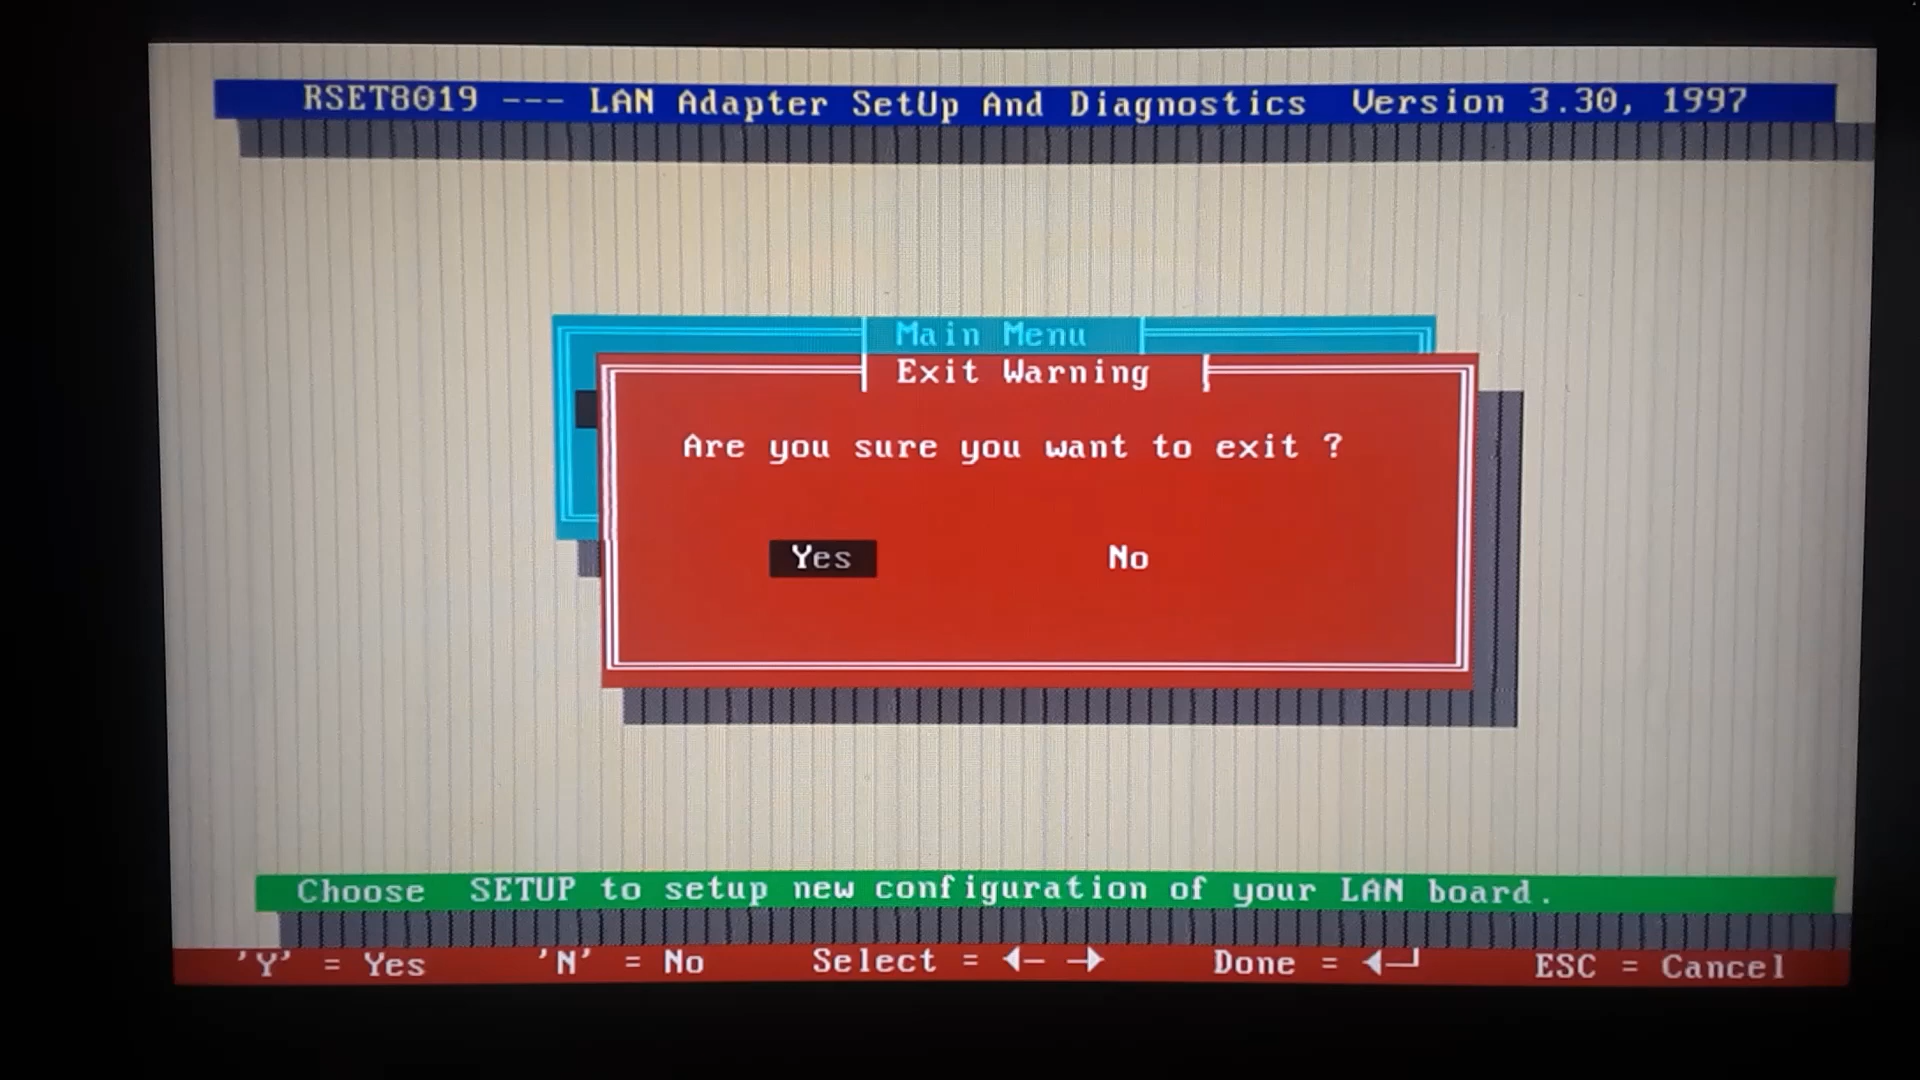 RSET8019 --- LAN Adapter SetUp And Diagnostics Version 3.30, 1997
Main Menu
Exit Warning
Are you sure you want to exit ?
Yes No
Choose SETUP to setup new configuration of your LAN board.
'Y' = Yes 'N' = No Select = ◄─ ─► Done = ◄─┘ ESC = Cancel